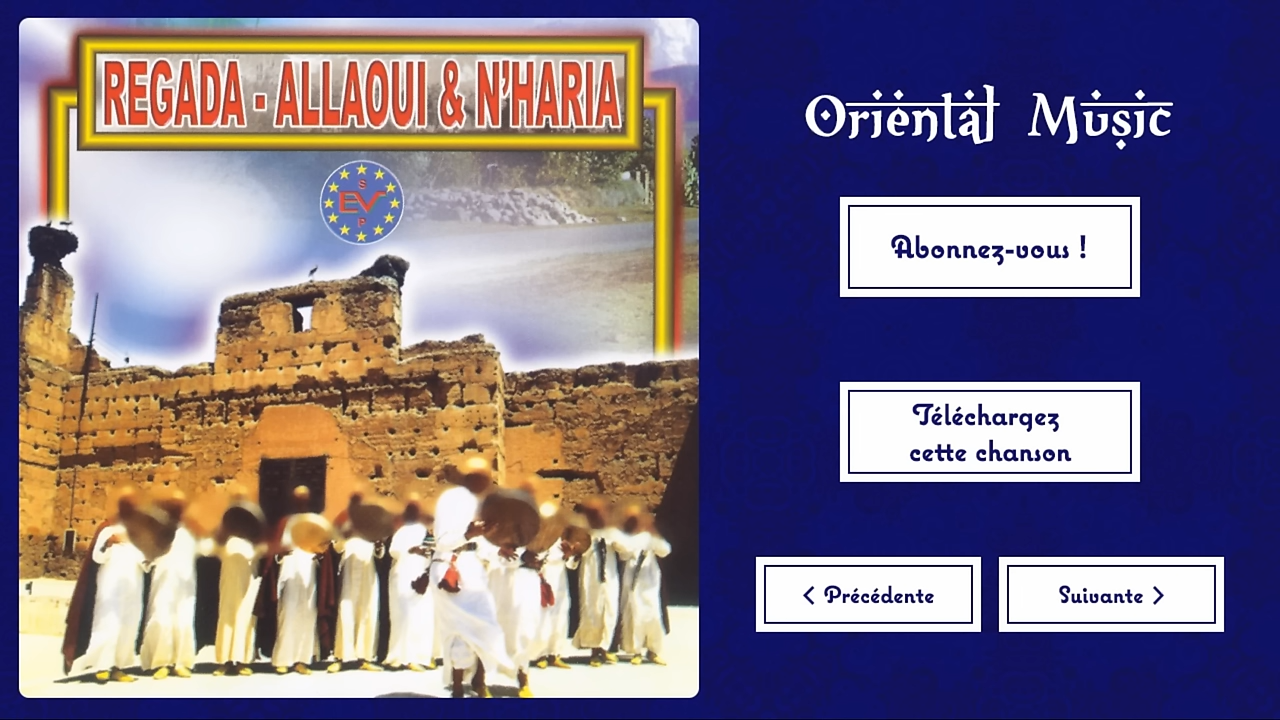 REGADA - ALLAOUI & N'HARIA
S
EV
P
Oriental Music
Abonnez-vous !
Téléchargez
cette chanson
Précédente
Suivante